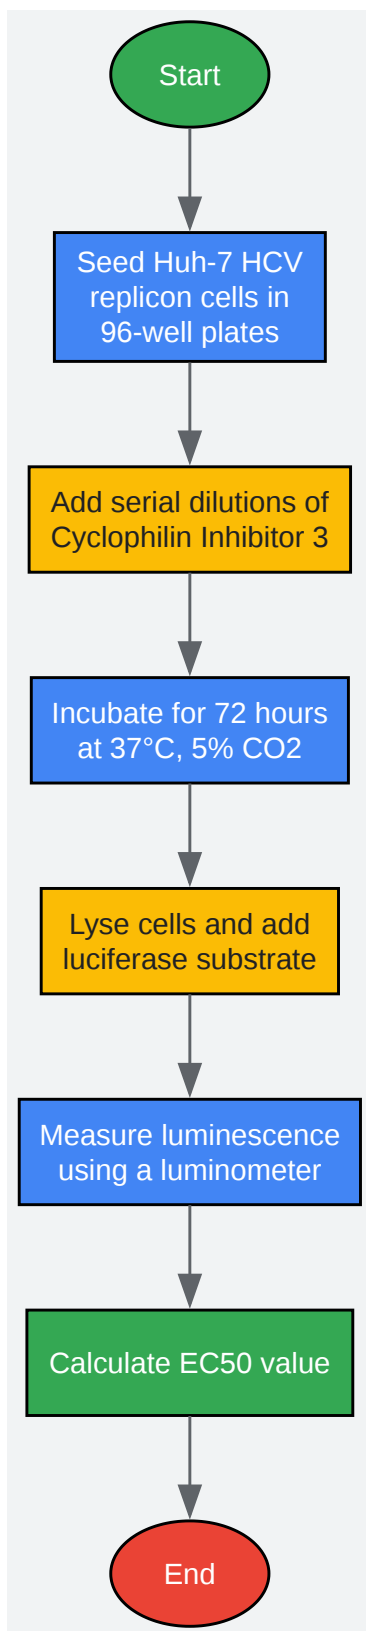 Start
Seed Huh-7 HCV
replicon cells in
96-well plates
Add serial dilutions of
Cyclophilin Inhibitor 3
Incubate for 72 hours
at 37°C, 5% CO2
Lyse cells and add
luciferase substrate
Measure luminescence
using a luminometer
Calculate EC50 value
End